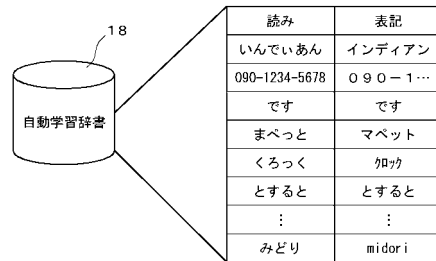 18
自動学習辞書
読み 表記
いんでぃあん インディアン
090-1234-5678 ０９０－１…
です です
まぺっと マペット
くろっく ｸﾛｯｸ
とすると とすると
⋮ ⋮
みどり midori